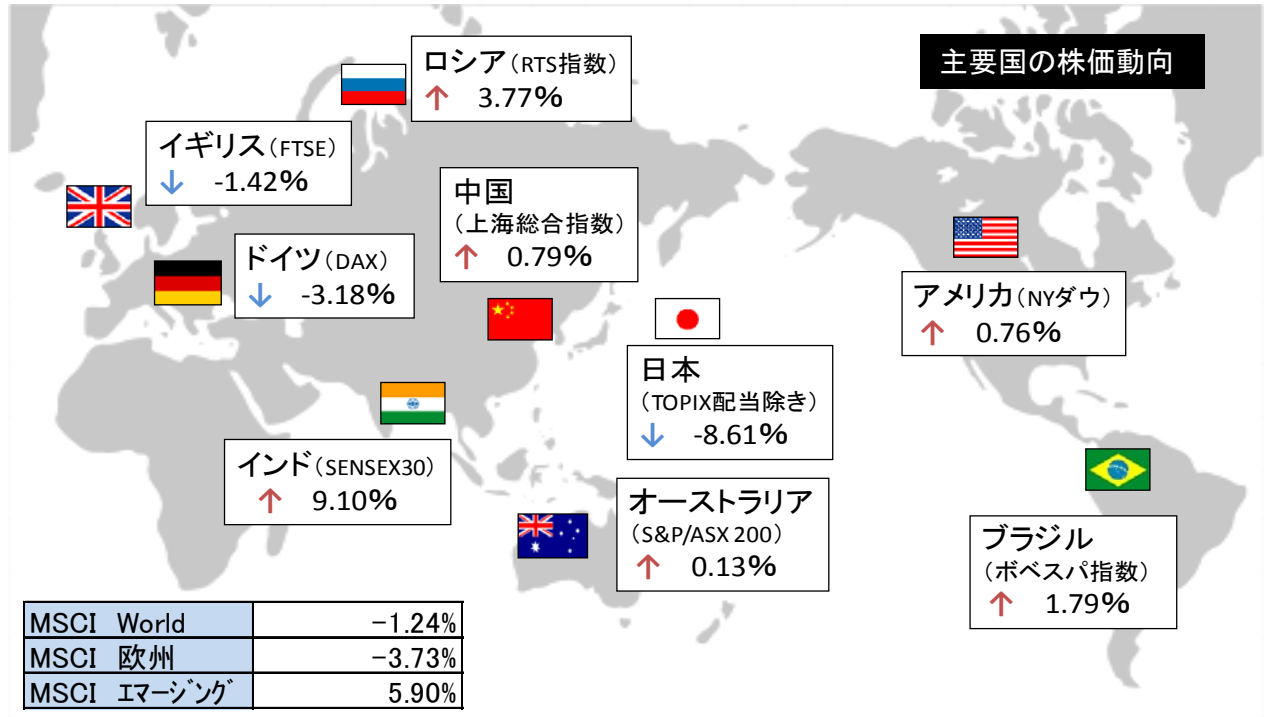 主要国の株価動向
ロシア(RTS指数)
↑ 3.77%
イギリス(FTSE)
↓ -1.42%
中国
(上海総合指数)
↑ 0.79%
ドイツ(DAX)
↓ -3.18%
アメリカ(NYダウ)
↑ 0.76%
日本
(TOPIX配当除き)
↓ -8.61%
インド(SENSEX30)
↑ 9.10%
オーストラリア
(S&P/ASX 200)
↑ 0.13%
ブラジル
(ボベスパ指数)
↑ 1.79%
MSCI World −1.24%
MSCI 欧州 −3.73%
MSCI エマージング 5.90%